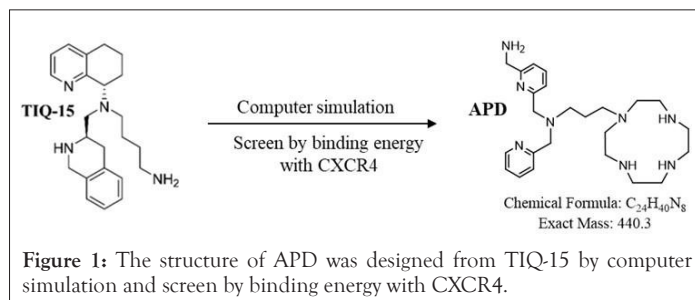 TIQ-15
N
N
HN
NH₂
Computer simulation
Screen by binding energy
with CXCR4
APD
NH₂
N
N
N
N
N
HN
NH
NH
Chemical Formula: C₂₄H₄₀N₈
Exact Mass: 440.3
Figure 1: The structure of APD was designed from TIQ-15 by computer
simulation and screen by binding energy with CXCR4.